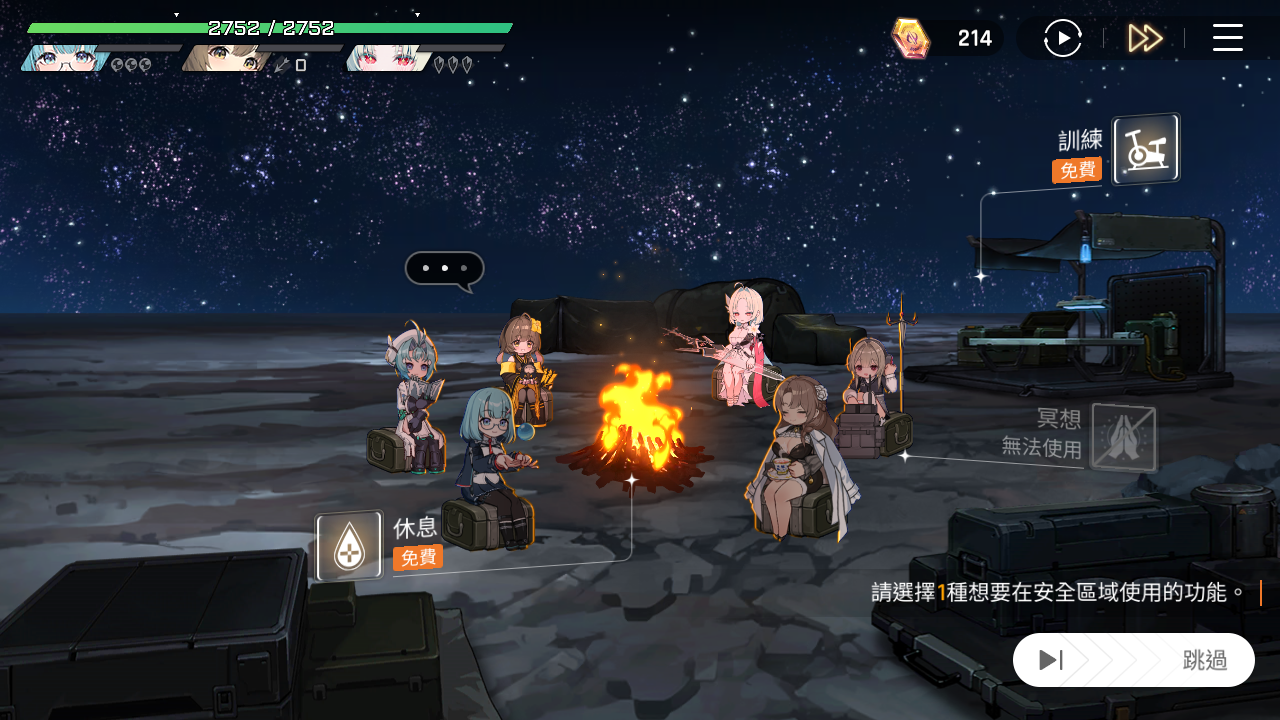 2752 / 2752
214
0
訓練
免費
冥想
無法使用
休息
免費
請選擇1種想要在安全區域使用的功能。
跳過